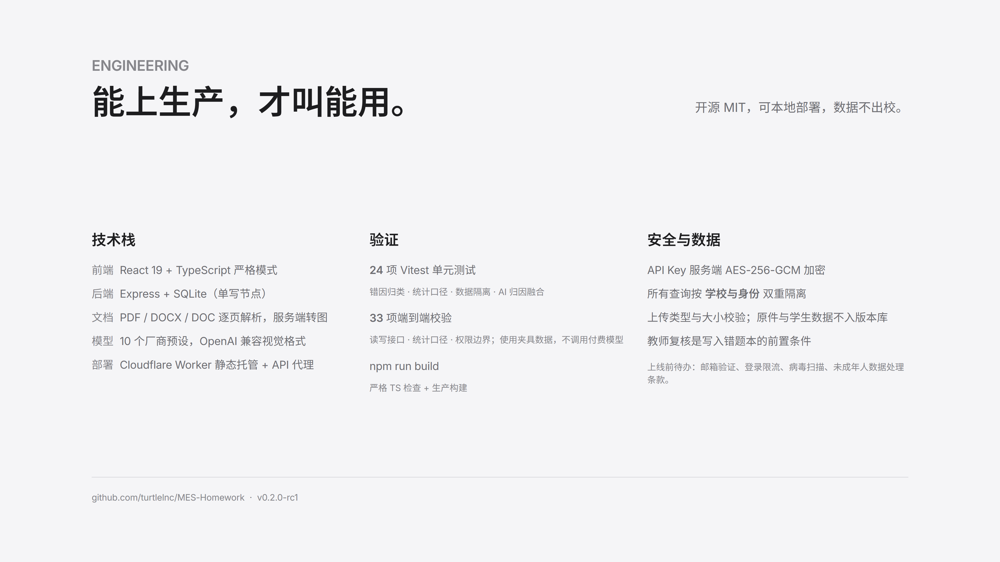 ENGINEERING
能上生产，才叫能用。
开源 MIT，可本地部署，数据不出校。
技术栈
前端 React 19 + TypeScript 严格模式
后端 Express + SQLite（单写节点）
文档 PDF / DOCX / DOC 逐页解析，服务端转图
模型 10 个厂商预设，OpenAI 兼容视觉格式
部署 Cloudflare Worker 静态托管 + API 代理
验证
24 项 Vitest 单元测试
错因归类 · 统计口径 · 数据隔离 · AI 归因融合
33 项端到端校验
读写接口 · 统计口径 · 权限边界；使用夹具数据，不调用付费模型
npm run build
严格 TS 检查 + 生产构建
安全与数据
API Key 服务端 AES-256-GCM 加密
所有查询按 学校与身份 双重隔离
上传类型与大小校验；原件与学生数据不入版本库
教师复核是写入错题本的前置条件
上线前待办：邮箱验证、登录限流、病毒扫描、未成年人数据处理
条款。
github.com/turtleInc/MES-Homework · v0.2.0-rc1